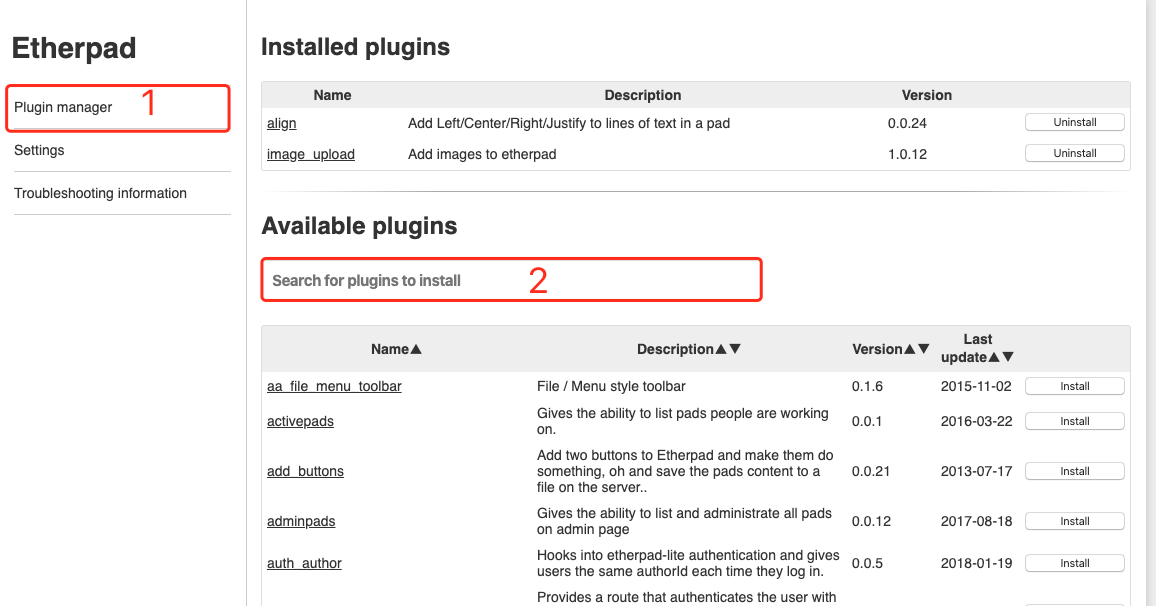 Etherpad
Plugin manager
1
Settings
Troubleshooting information
Installed plugins
Name Description Version
align Add Left/Center/Right/Justify to lines of text in a pad 0.0.24 Uninstall
image_upload Add images to etherpad 1.0.12 Uninstall
Available plugins
Search for plugins to install
2
Name▲ Description▲▼ Version▲▼ Last
update▲▼
aa_file_menu_toolbar File / Menu style toolbar 0.1.6 2015-11-02 Install
activepads Gives the ability to list pads people are working
on. 0.0.1 2016-03-22 Install
add_buttons Add two buttons to Etherpad and make them do
something, oh and save the pads content to a
file on the server.. 0.0.21 2013-07-17 Install
adminpads Gives the ability to list and administrate all pads
on admin page 0.0.12 2017-08-18 Install
auth_author Hooks into etherpad-lite authentication and gives
users the same authorId each time they log in. 0.0.5 2018-01-19 Install
Provides a route that authenticates the user with